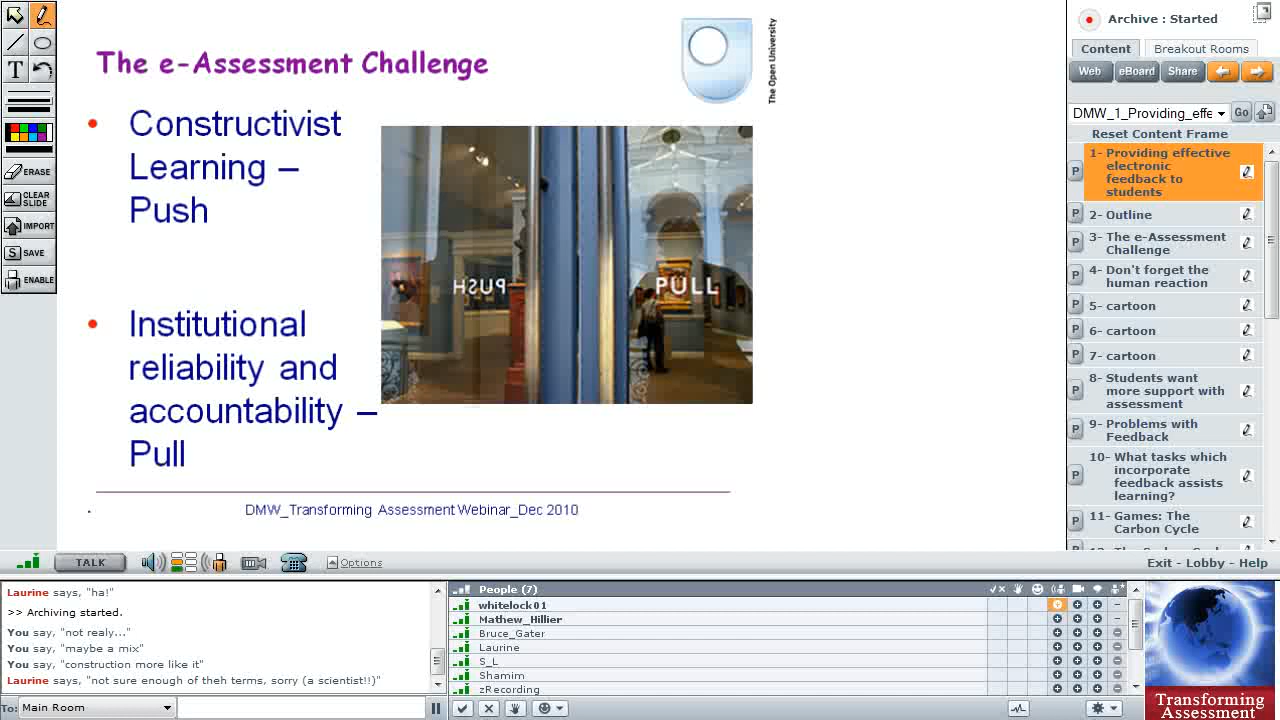 T
ERASE
CLEAR
SLIDE
IMPORT
S SAVE
ENABLE
The e-Assessment Challenge
The Open University
• Constructivist
Learning –
Push
PUSH
PULL
• Institutional
reliability and
accountability –
Pull
DMW_Transforming Assessment Webinar_Dec 2010
Archive : Started
Content
Breakout Rooms
Web
eBoard
Share
DMW_1_Providing_effe
Go
Reset Content Frame
P 1- Providing effective
electronic
feedback to
students
P 2- Outline
P 3- The e-Assessment
Challenge
P 4- Don't forget the
human reaction
P 5- cartoon
P 6- cartoon
P 7- cartoon
P 8- Students want
more support with
assessment
P 9- Problems with
Feedback
P 10- What tasks which
incorporate
feedback assists
learning?
P 11- Games: The
Carbon Cycle
TALK
Options
Exit - Lobby - Help
Laurine says, "ha!"
>> Archiving started.
You say, "not realy..."
You say, "maybe a mix"
You say, "construction more like it"
Laurine says, "not sure enough of theh terms, sorry (a scientist!!)"
To: Main Room
People (7)
whitelock01
Mathew_Hillier
Bruce_Gater
Laurine
S_L
Shamim
zRecording
Transforming
Assessment